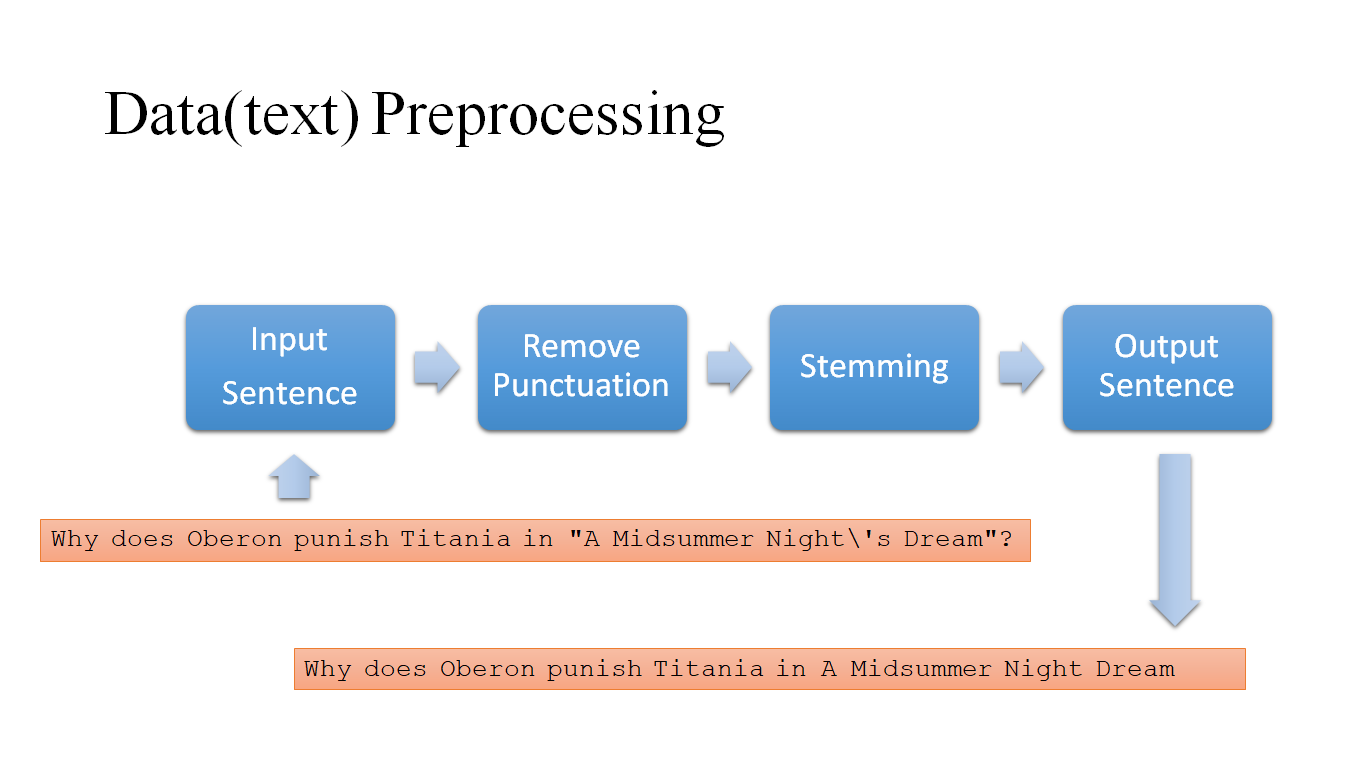 Data(text) Preprocessing
Input
Sentence
Remove
Punctuation
Stemming
Output
Sentence
Why does Oberon punish Titania in "A Midsummer Night\'s Dream"?
Why does Oberon punish Titania in A Midsummer Night Dream